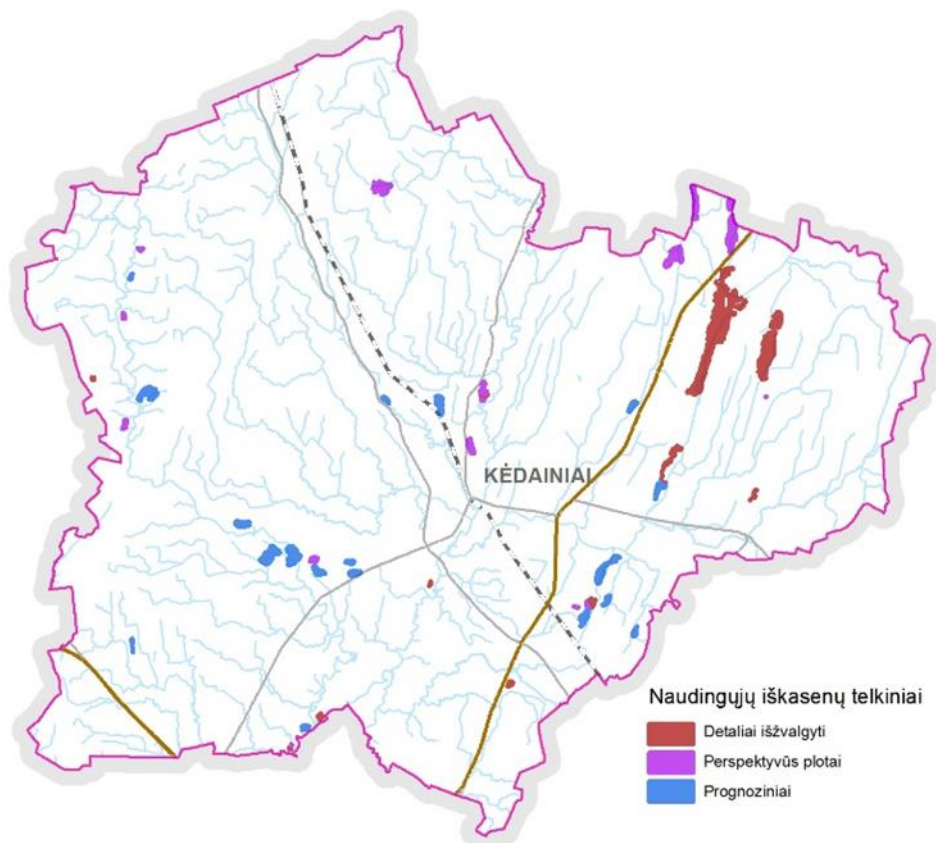 KĖDAINIAI
Naudingųjų iškasenų telkiniai
Detaliai išžvalgyti
Perspektyvūs plotai
Prognoziniai